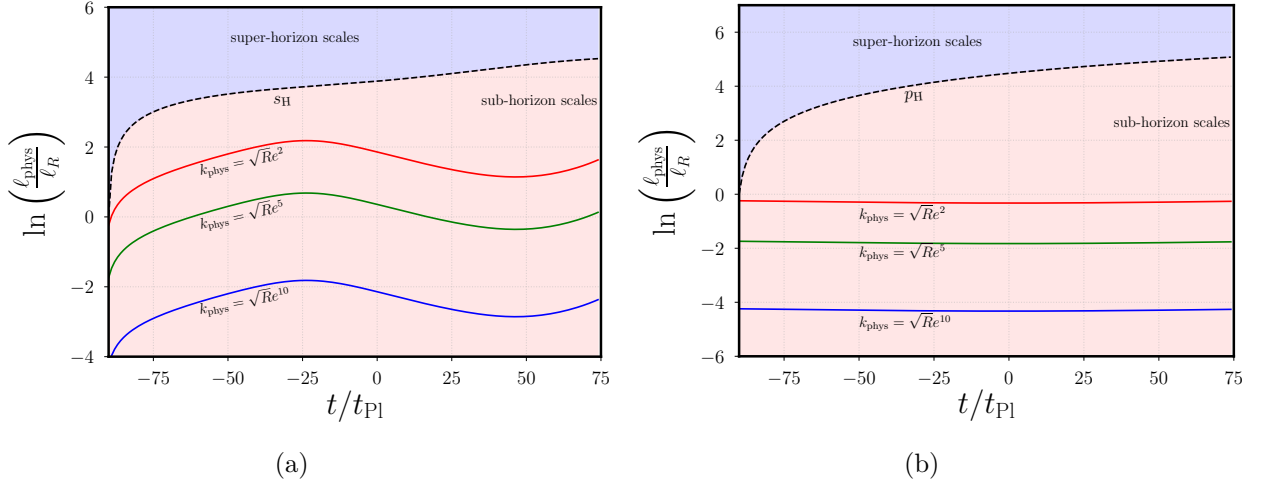 6
4
2
0
−2
−4
ln (ℓ_phys/ℓ_R)
super-horizon scales
s_H
sub-horizon scales
k_phys = √R e^2
k_phys = √R e^5
k_phys = √R e^10
−75 −50 −25 0 25 50 75
t/t_Pl
(a)
6
4
2
0
−2
−4
−6
ln (ℓ_phys/ℓ_R)
super-horizon scales
p_H
sub-horizon scales
k_phys = √R e^2
k_phys = √R e^5
k_phys = √R e^10
−75 −50 −25 0 25 50 75
t/t_Pl
(b)